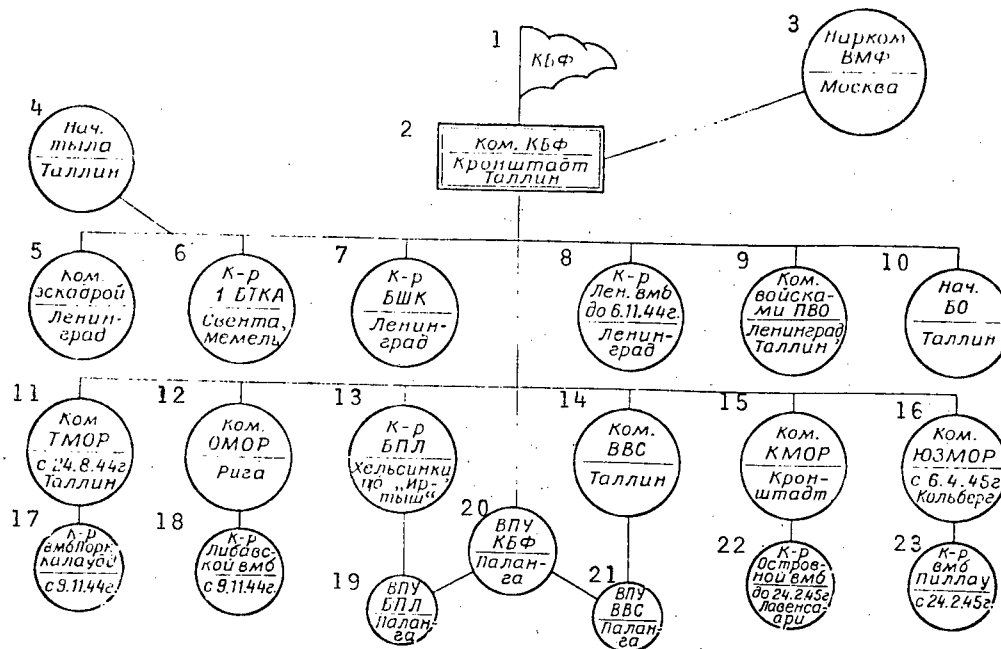 1
КБФ
3
Нарком
ВМФ
Москва
4
Нач.
тыла
Таллин
2
Ком. КБФ
Кронштадт
Таллин
5
Ком.
эскадрой
Ленин-
град
6
К-р
1 БТКА
Свента,
Мемель
7
К-р
БШК
Ленин-
град
8
К-р
Лен. вмб
до 6.11.44г.
Ленин-
град
9
Ком.
войска-
ми ПВО
Ленинград,
Таллин
10
Нач.
БО
Таллин
11
Ком
ТМОР
с 24.8.44г
Таллин
12
Ком
ОМОР
Рига
13
К-р
БПЛ
Хельсинки
пб „Ир-
тыш“
14
Ком.
ВВС
Таллин
15
Ком.
КМОР
Крон-
штадт
16
Ком.
ЮЗМОР
с 6.4.45г.
Кольберг
17
К-р
вмб Порк-
калаудд
с 9.11.44г.
18
К-р
Либавс-
кой вмб
с 9.11.44г.
19
ВПУ
БПЛ
Палан-
га
20
ВПУ
КБФ
Палан-
га
21
ВПУ
ВВС
Палан-
га
22
К-р
Остров-
ной вмб
до 24.2.45г.
Лавенса-
ари
23
К-р
вмб
Пиллау
с 24.2.45г.